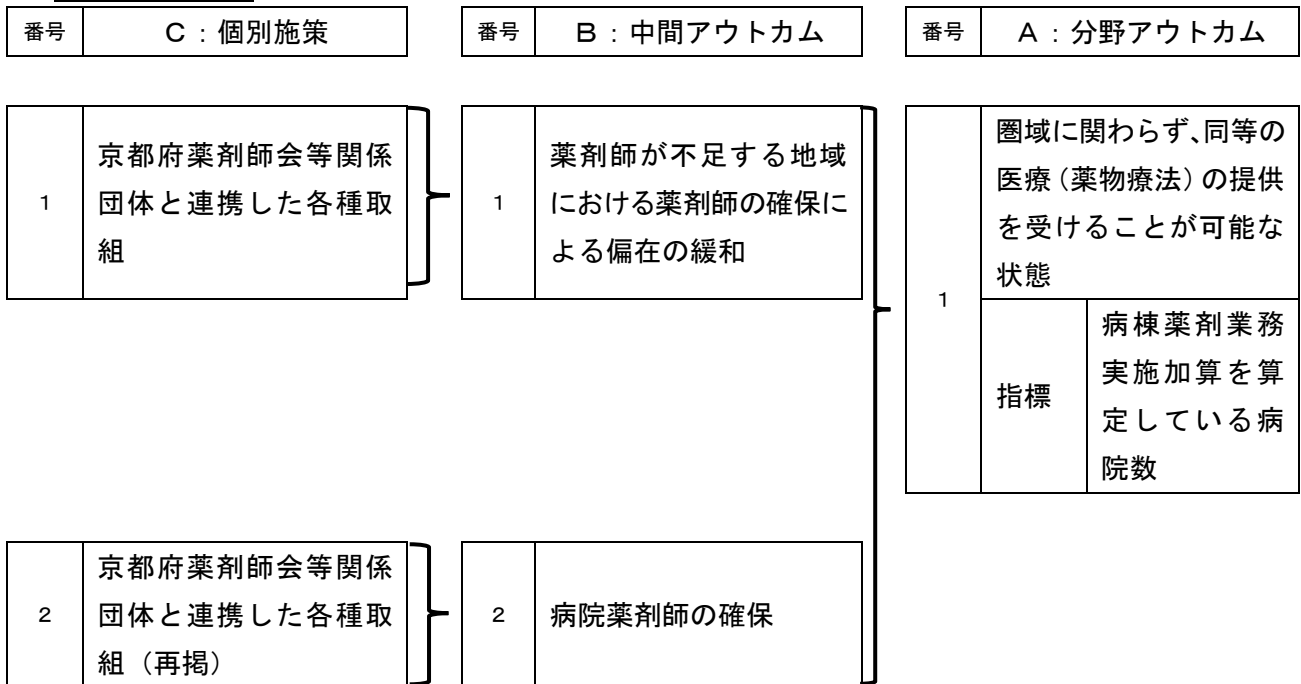 番号 C：個別施策 番号 B：中間アウトカム 番号 A：分野アウトカム
1
京都府薬剤師会等関係
団体と連携した各種取
組
1
薬剤師が不足する地域
における薬剤師の確保に
よる偏在の緩和
1
圏域に関わらず、同等の
医療（薬物療法）の提供
を受けることが可能な
状態
指標
病棟薬剤業務
実施加算を算
定している病
院数
2
京都府薬剤師会等関係
団体と連携した各種取
組（再掲）
2
病院薬剤師の確保